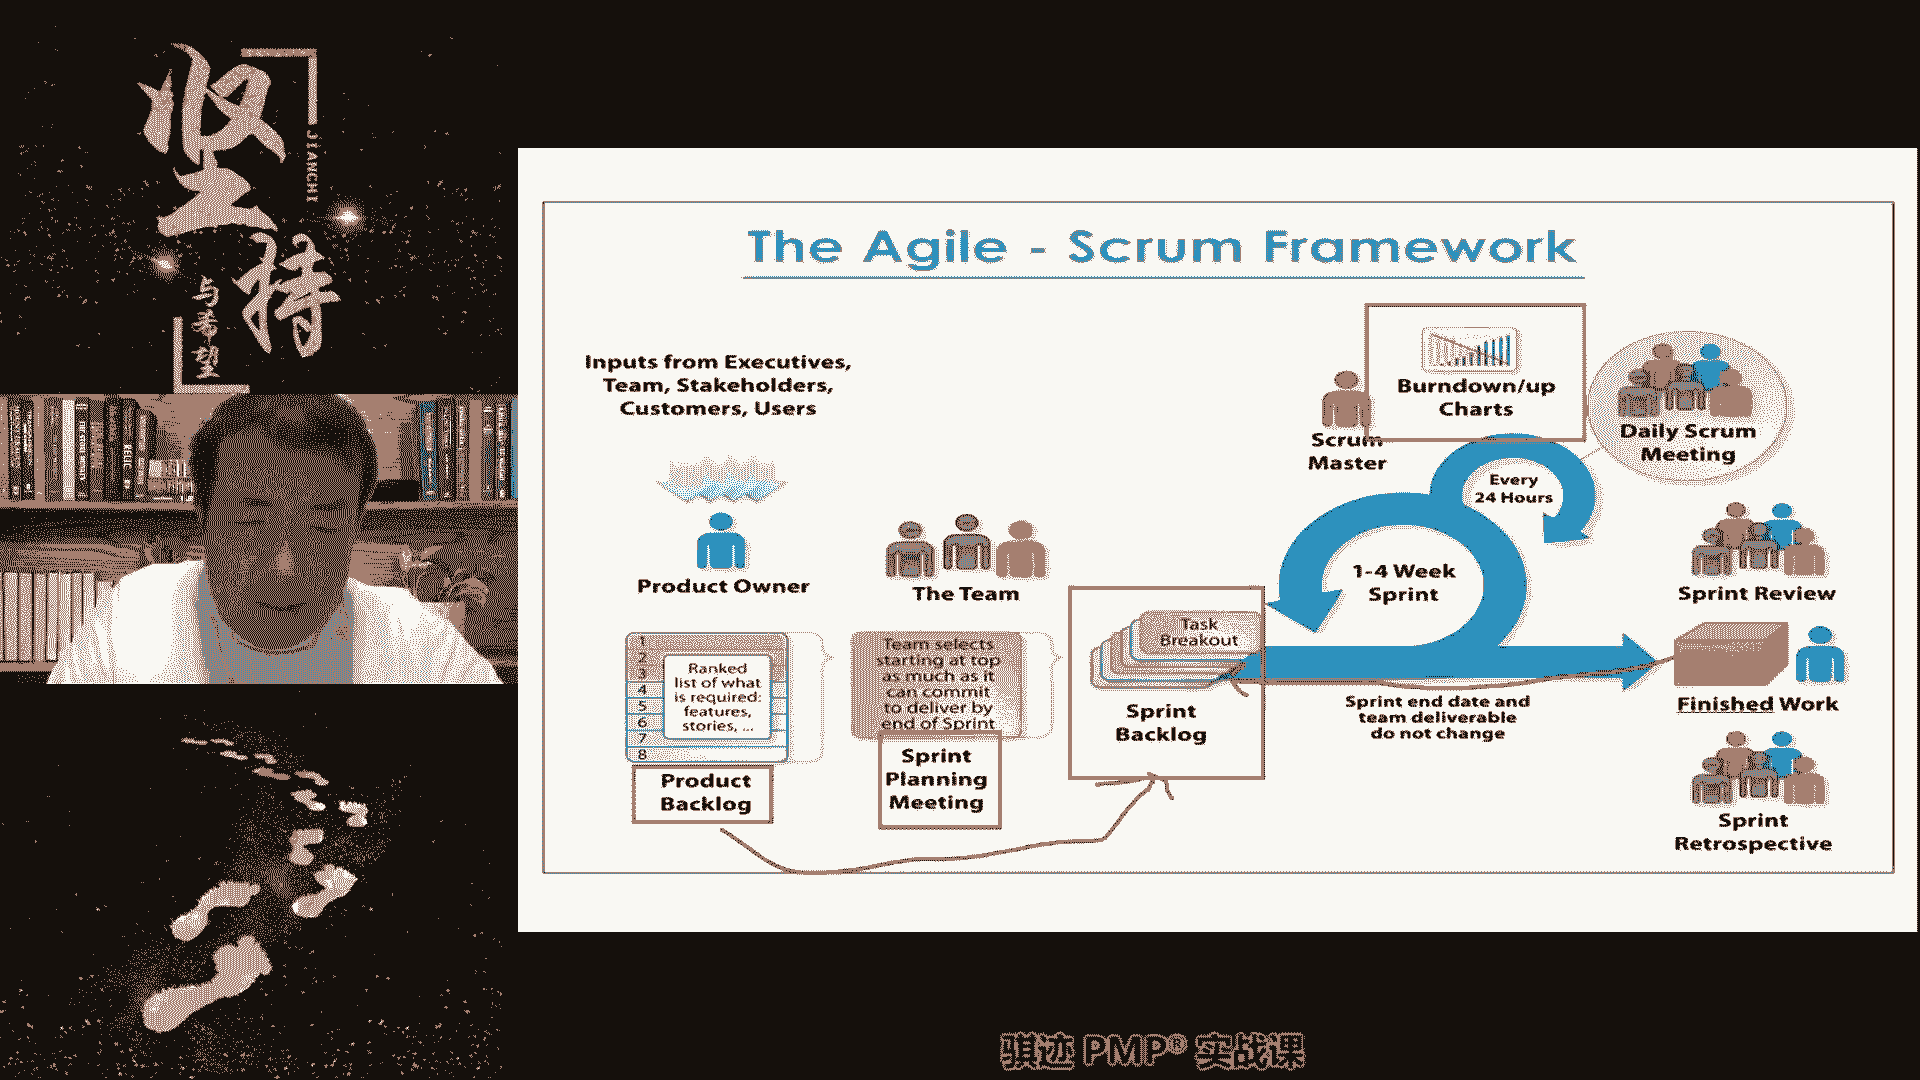 坚持
JIANCHI
与希望
The Agile - Scrum Framework
Inputs from Executives,
Team, Stakeholders,
Customers, Users
Product Owner
The Team
1
2
3
4
5
6
7
8
Ranked
list of what
is required:
features,
stories, ...
Product
Backlog
Team selects
starting at top
as much as it
can commit
to deliver by
end of Sprint
Sprint
Planning
Meeting
Task
Breakout
Sprint
Backlog
Scrum
Master
Burndown/up
Charts
Every
24 Hours
1-4 Week
Sprint
Sprint end date and
team deliverable
do not change
Daily Scrum
Meeting
Sprint Review
Finished Work
Sprint
Retrospective
骐迹 PMP® 实战课